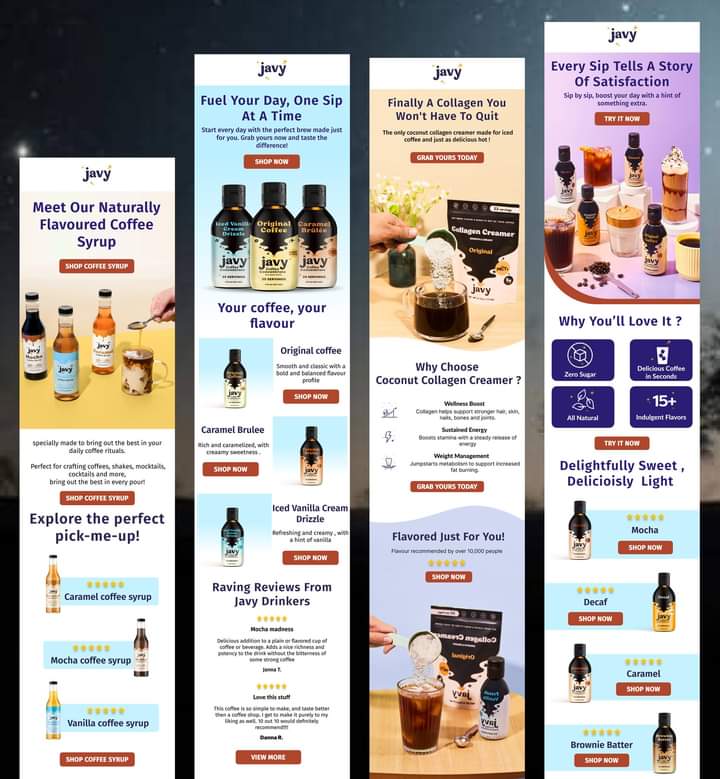 javy
Meet Our Naturally
Flavoured Coffee
Syrup
SHOP COFFEE SYRUP
javy
javy
javy
specially made to bring out the best in your
daily coffee rituals.
Perfect for crafting coffees, shakes, mocktails,
cocktails and more,
bring out the best in every pour!
SHOP COFFEE SYRUP
Explore the perfect
pick-me-up!
Caramel coffee syrup
Mocha coffee syrup
Vanilla coffee syrup
SHOP COFFEE SYRUP
javy
Fuel Your Day, One Sip
At A Time
Start every day with the perfect brew made just
for you. Grab yours now and taste the
difference!
SHOP NOW
Iced Vanilla
Cream
Drizzle
javy
Original
Coffee
javy
Caramel
Brulee
javy
Your coffee, your
flavour
Original coffee
Smooth and classic with a
bold and balanced flavour
profile
SHOP NOW
Caramel Brulee
Rich and caramelized, with
creaamy sweetness .
SHOP NOW
Iced Vanilla Cream
Drizzle
Refreshing and creamy , with
a hint of vanilla
SHOP NOW
Raving Reviews From
Javy Drinkers
Mocha madness
Delicious addition to a plain or flavored cup of
coffee or beverage. Adds a nice richness and
potency to the drink without the bitterness of
some strong coffee
Jenna T.
Love this stuff
This coffee is so simple to make, and taste better
then a coffee shop. I get to make it purely to my
liking as well, 10 out 10 would definitely
recommend!!!!
Danna R.
VIEW MORE
javy
Finally A Collagen You
Won't Have To Quit
The only coconut collagen creamer made for iced
coffee and just as delicious hot !
GRAB YOURS TODAY
Collagen Creamer
Original
javy
Why Choose
Coconut Collagen Creamer ?
Wellness Boost
Collagen helps support stronger hair, skin,
nails, bones and joints.
Sustained Energy
Boosts stamina with a steady release of
energy
Weight Management
Jumpstarts metabolism to support increased
fat burning.
GRAB YOURS TODAY
Flavored Just For You!
Flavour recommended by over 10,000 people
SHOP NOW
Collagen Creamer
Original
javy
javy
javy
Every Sip Tells A Story
Of Satisfaction
Sip by sip, boost your day with a hint of
something extra.
TRY IT NOW
Why You'll Love It ?
Zero Sugar
Delicious Coffee
in Seconds
All Natural
15+
Indulgent Flavors
TRY IT NOW
Delightfully Sweet ,
Delicioisly Light
Mocha
SHOP NOW
Decaf
SHOP NOW
Caramel
SHOP NOW
Brownie Batter
SHOP NOW